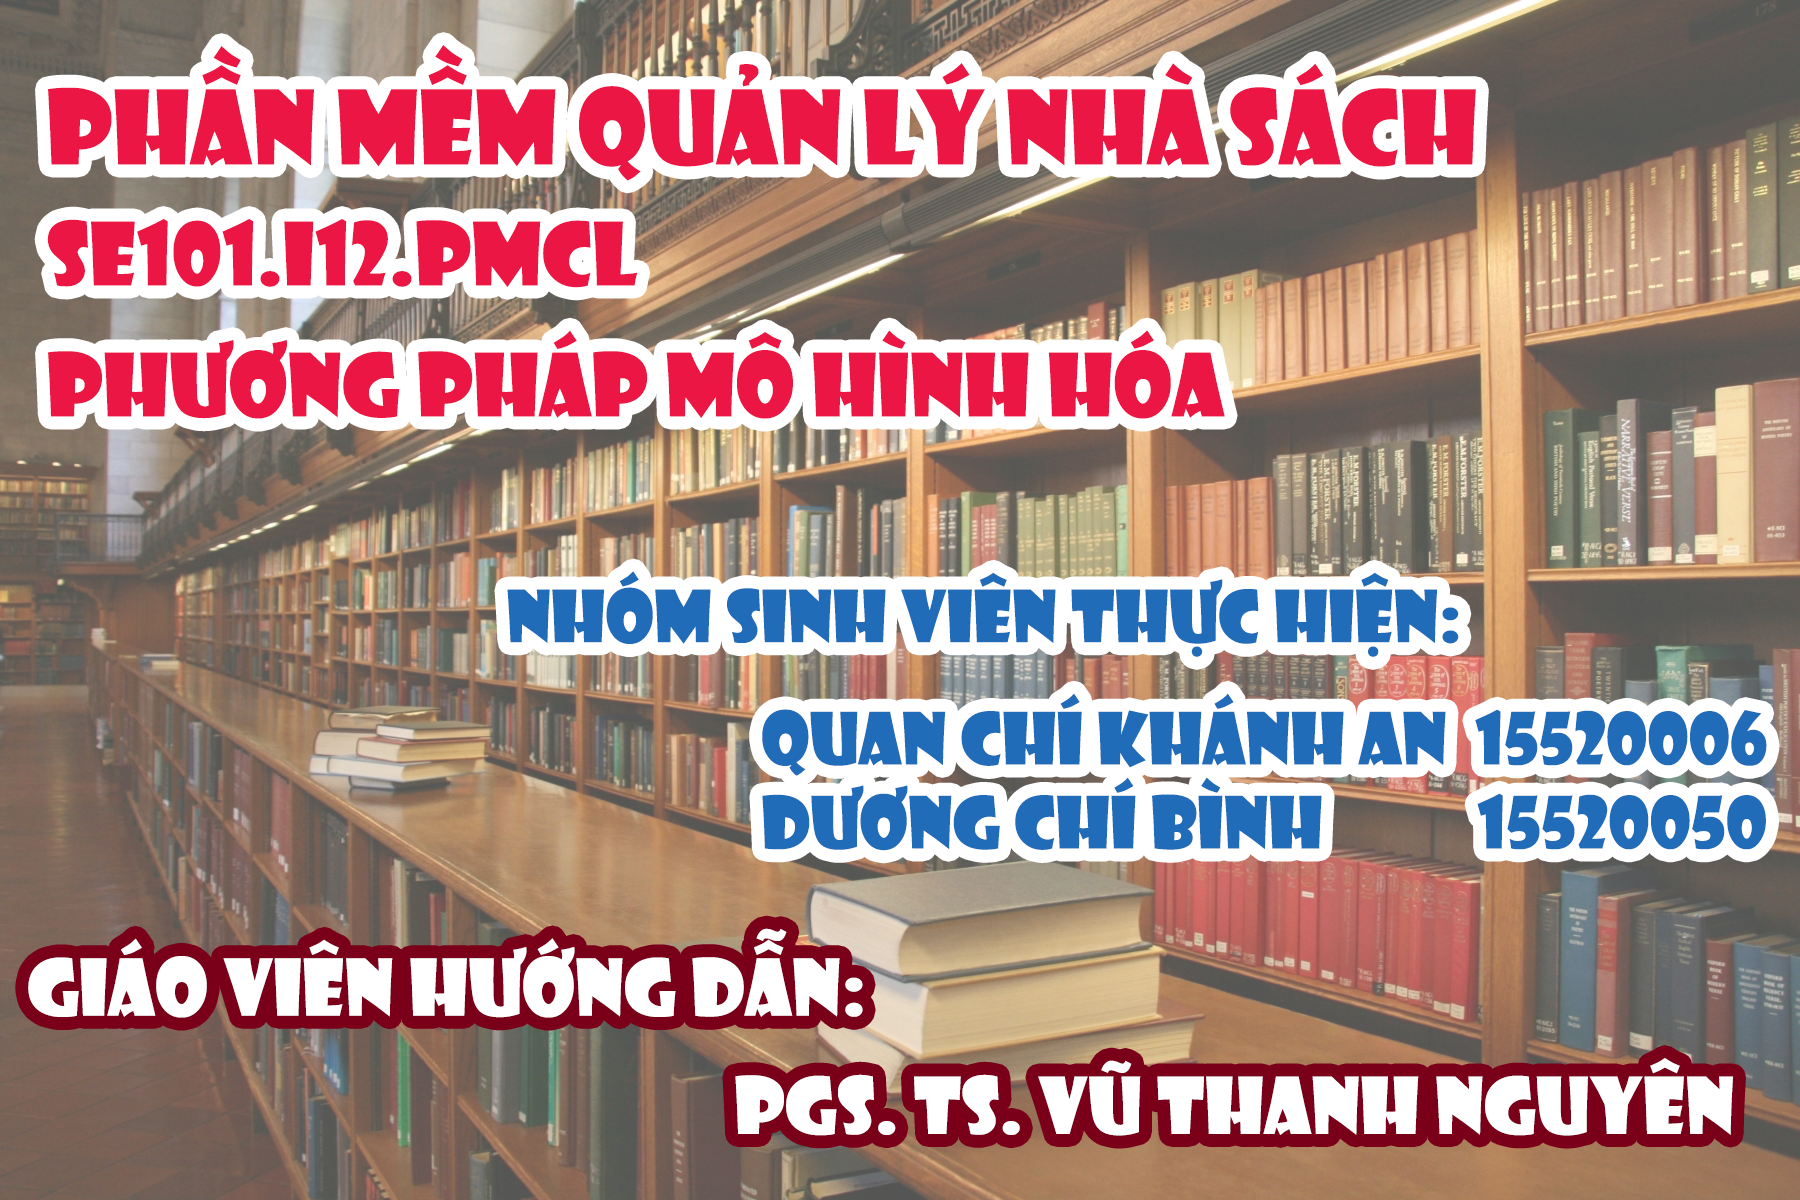 PHẦN MỀM QUẢN LÝ NHÀ SÁCH
SE101.I12.PMCL
PHƯƠNG PHÁP MÔ HÌNH HÓA
NHÓM SINH VIÊN THỰC HIỆN:
QUAN CHÍ KHÁNH AN 15520006
DƯƠNG CHÍ BÌNH 15520050
GIÁO VIÊN HƯỚNG DẪN:
PGS. TS. VŨ THANH NGUYÊN